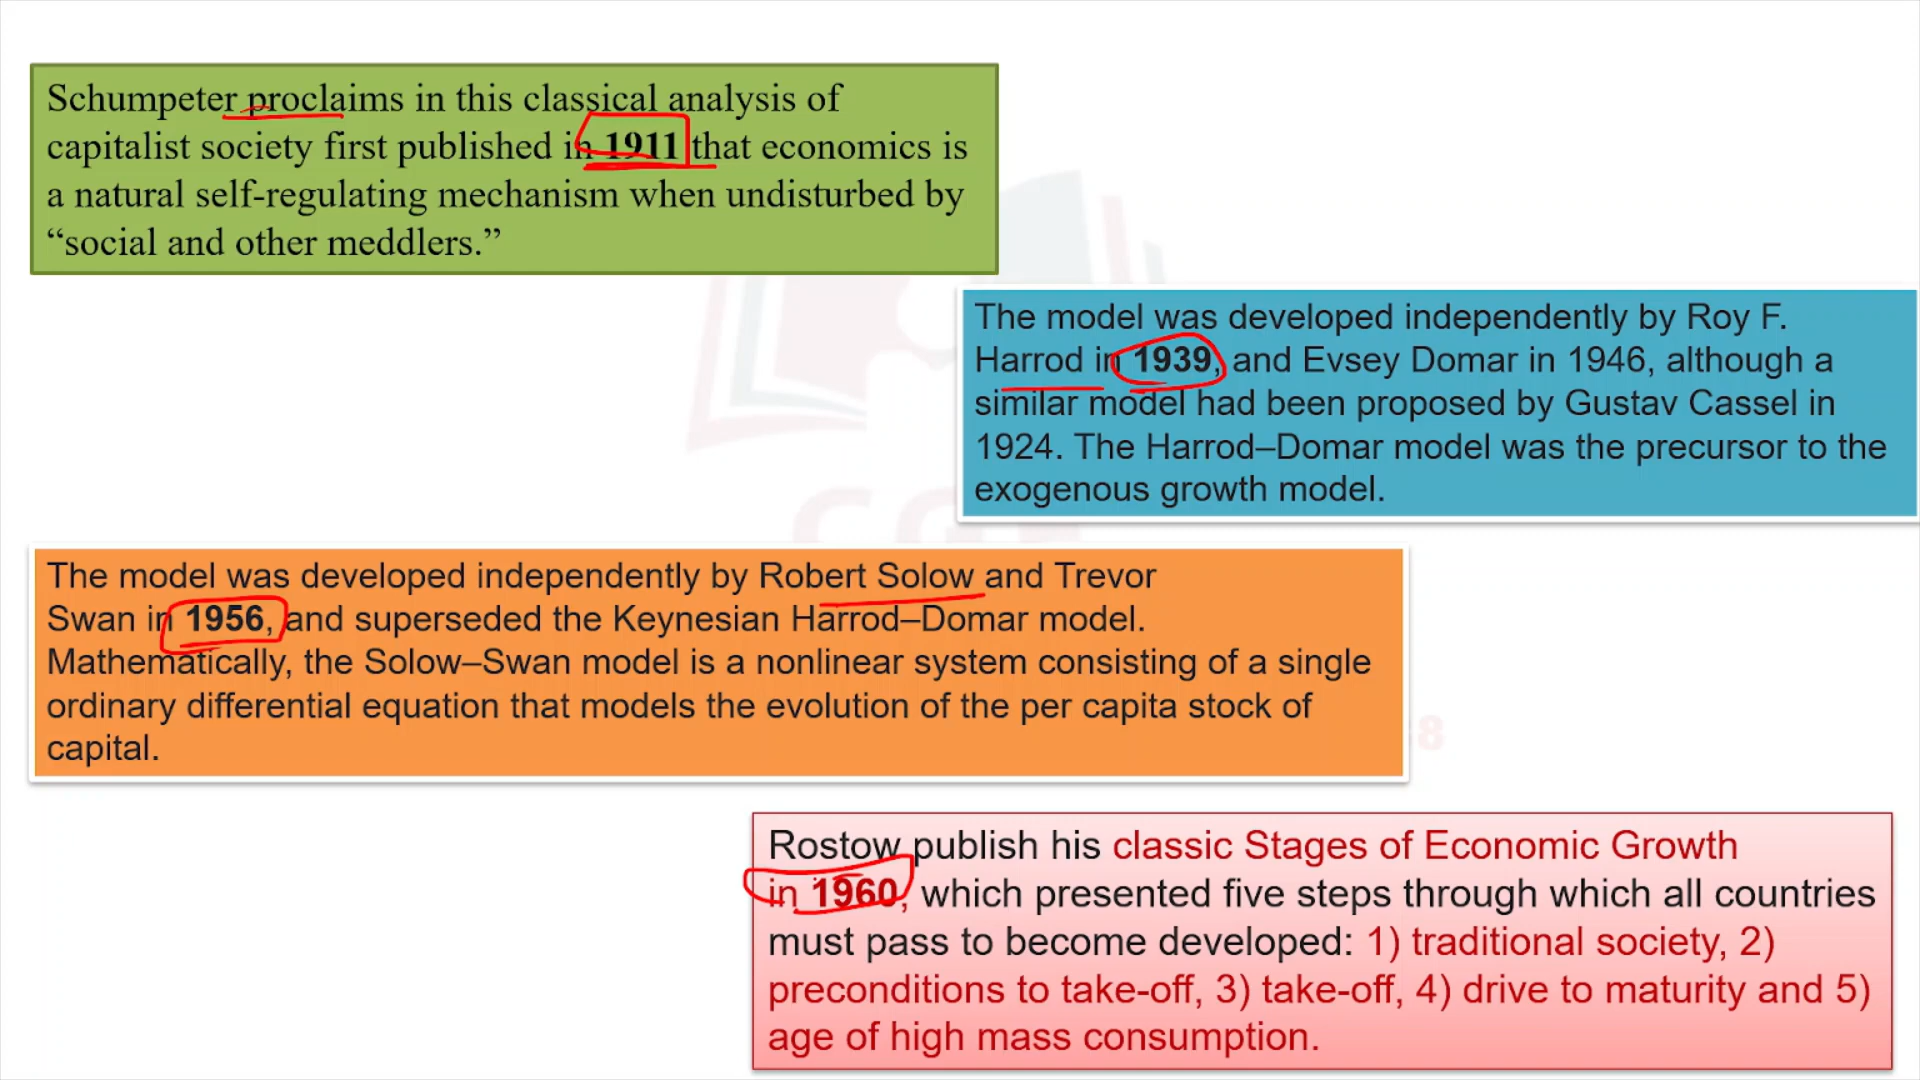 Schumpeter proclaims in this classical analysis of
capitalist society first published in 1911 that economics is
a natural self-regulating mechanism when undisturbed by
“social and other meddlers.”
The model was developed independently by Roy F.
Harrod in 1939, and Evsey Domar in 1946, although a
similar model had been proposed by Gustav Cassel in
1924. The Harrod–Domar model was the precursor to the
exogenous growth model.
The model was developed independently by Robert Solow and Trevor
Swan in 1956, and superseded the Keynesian Harrod–Domar model.
Mathematically, the Solow–Swan model is a nonlinear system consisting of a single
ordinary differential equation that models the evolution of the per capita stock of
capital.
Rostow publish his classic Stages of Economic Growth
in 1960, which presented five steps through which all countries
must pass to become developed: 1) traditional society, 2)
preconditions to take-off, 3) take-off, 4) drive to maturity and 5)
age of high mass consumption.